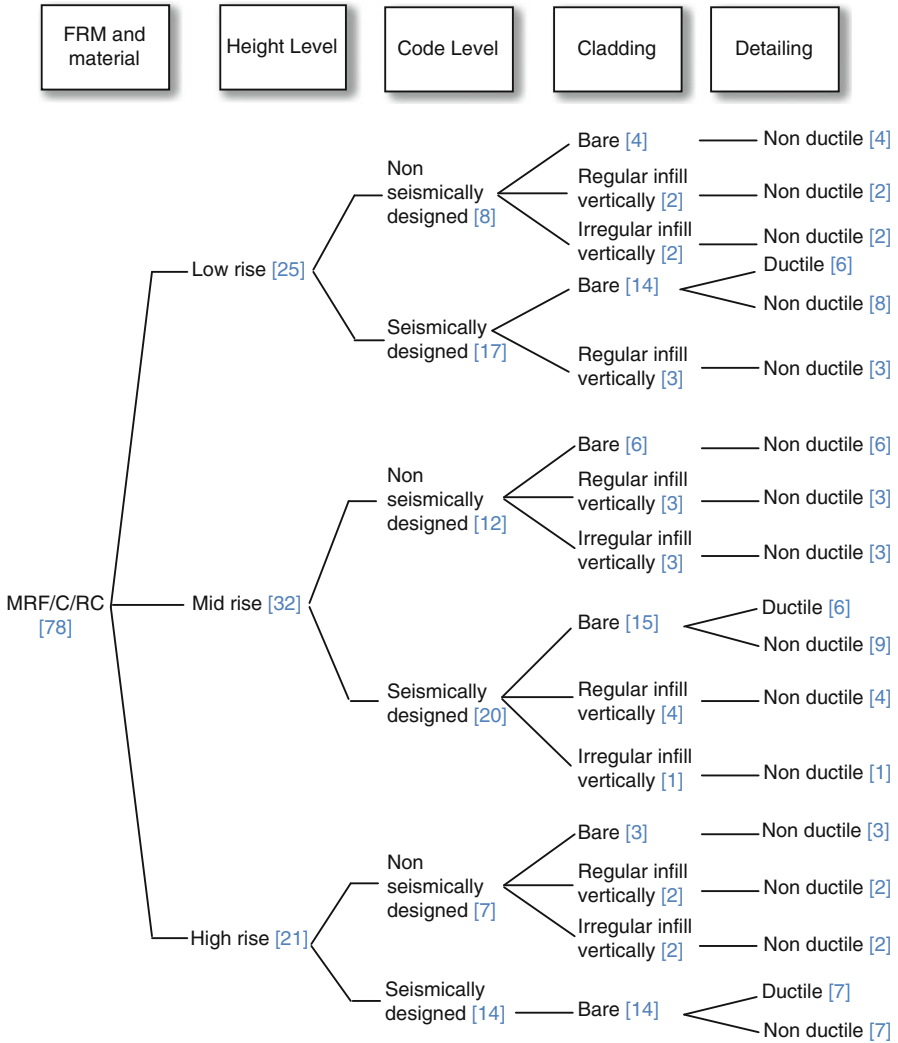 FRM and
material
Height Level
Code Level
Cladding
Detailing
Bare [4]
Non ductile [4]
Non
seismically
designed [8]
Regular infill
vertically [2]
Non ductile [2]
Irregular infill
vertically [2]
Non ductile [2]
Low rise [25]
Ductile [6]
Bare [14]
Non ductile [8]
Seismically
designed [17]
Regular infill
vertically [3]
Non ductile [3]
Bare [6]
Non ductile [6]
Non
seismically
designed [12]
Regular infill
vertically [3]
Non ductile [3]
Irregular infill
vertically [3]
Non ductile [3]
MRF/C/RC
[78]
Mid rise [32]
Ductile [6]
Bare [15]
Non ductile [9]
Seismically
designed [20]
Regular infill
vertically [4]
Non ductile [4]
Irregular infill
vertically [1]
Non ductile [1]
Bare [3]
Non ductile [3]
Non
seismically
designed [7]
Regular infill
vertically [2]
Non ductile [2]
Irregular infill
vertically [2]
Non ductile [2]
High rise [21]
Seismically
designed [14]
Bare [14]
Ductile [7]
Non ductile [7]